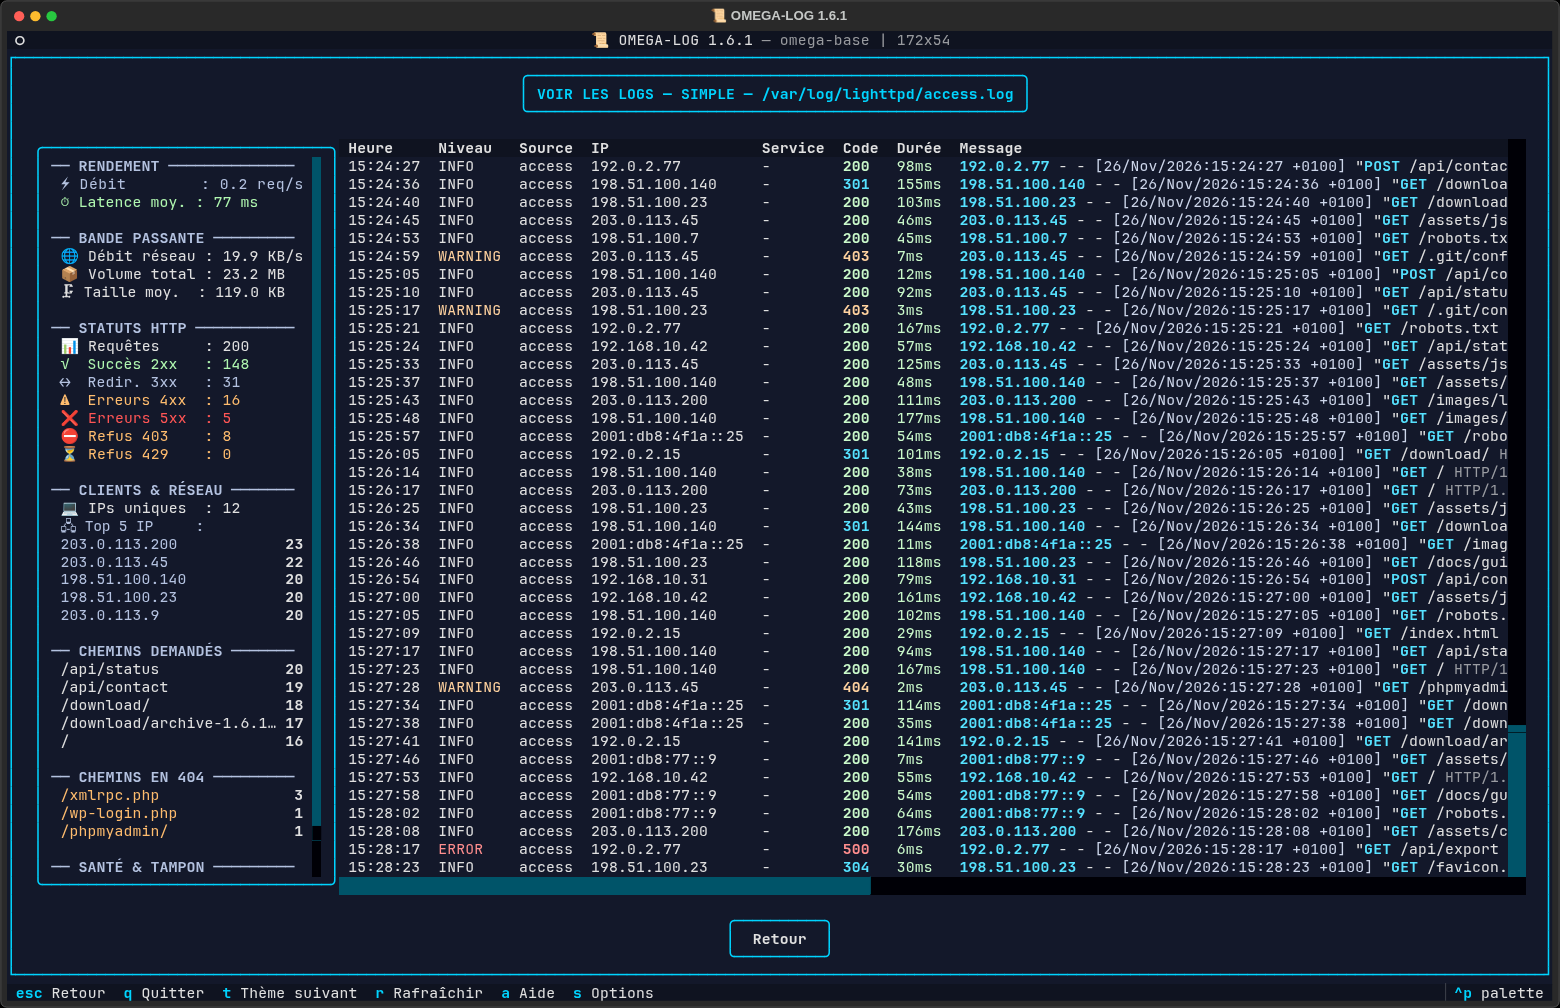 📜 OMEGA-LOG 1.6.1
📜 OMEGA-LOG 1.6.1 — omega-base | 172x54
VOIR LES LOGS — SIMPLE — /var/log/lighttpd/access.log
── RENDEMENT ──────────────
⚡ Débit : 0.2 req/s
⏱ Latence moy. : 77 ms
── BANDE PASSANTE ─────────
🌐 Débit réseau : 19.9 KB/s
📦 Volume total : 23.2 MB
🗜 Taille moy. : 119.0 KB
── STATUTS HTTP ───────────
📊 Requêtes : 200
√ Succès 2xx : 148
↔ Redir. 3xx : 31
⚠ Erreurs 4xx : 16
❌ Erreurs 5xx : 5
⛔ Refus 403 : 8
⏳ Refus 429 : 0
── CLIENTS & RÉSEAU ───────
💻 IPs uniques : 12
🖧 Top 5 IP :
203.0.113.200 23
203.0.113.45 22
198.51.100.140 20
198.51.100.23 20
203.0.113.9 20
── CHEMINS DEMANDÉS ───────
/api/status 20
/api/contact 19
/download/ 18
/download/archive-1.6.1… 17
/ 16
── CHEMINS EN 404 ─────────
/xmlrpc.php 3
/wp-login.php 1
/phpmyadmin/ 1
── SANTÉ & TAMPON ─────────
Heure Niveau Source IP Service Code Durée Message
15:24:27 INFO access 192.0.2.77 - 200 98ms 192.0.2.77 - - [26/Nov/2026:15:24:27 +0100] "POST /api/contac
15:24:36 INFO access 198.51.100.140 - 301 155ms 198.51.100.140 - - [26/Nov/2026:15:24:36 +0100] "GET /downloa
15:24:40 INFO access 198.51.100.23 - 200 103ms 198.51.100.23 - - [26/Nov/2026:15:24:40 +0100] "GET /download
15:24:45 INFO access 203.0.113.45 - 200 46ms 203.0.113.45 - - [26/Nov/2026:15:24:45 +0100] "GET /assets/js
15:24:53 INFO access 198.51.100.7 - 200 45ms 198.51.100.7 - - [26/Nov/2026:15:24:53 +0100] "GET /robots.tx
15:24:59 WARNING access 203.0.113.45 - 403 7ms 203.0.113.45 - - [26/Nov/2026:15:24:59 +0100] "GET /.git/conf
15:25:05 INFO access 198.51.100.140 - 200 12ms 198.51.100.140 - - [26/Nov/2026:15:25:05 +0100] "POST /api/co
15:25:10 INFO access 203.0.113.45 - 200 92ms 203.0.113.45 - - [26/Nov/2026:15:25:10 +0100] "GET /api/statu
15:25:17 WARNING access 198.51.100.23 - 403 3ms 198.51.100.23 - - [26/Nov/2026:15:25:17 +0100] "GET /.git/con
15:25:21 INFO access 192.0.2.77 - 200 167ms 192.0.2.77 - - [26/Nov/2026:15:25:21 +0100] "GET /robots.txt
15:25:24 INFO access 192.168.10.42 - 200 57ms 192.168.10.42 - - [26/Nov/2026:15:25:24 +0100] "GET /api/stat
15:25:33 INFO access 203.0.113.45 - 200 125ms 203.0.113.45 - - [26/Nov/2026:15:25:33 +0100] "GET /assets/js
15:25:37 INFO access 198.51.100.140 - 200 48ms 198.51.100.140 - - [26/Nov/2026:15:25:37 +0100] "GET /assets/
15:25:43 INFO access 203.0.113.200 - 200 111ms 203.0.113.200 - - [26/Nov/2026:15:25:43 +0100] "GET /images/l
15:25:48 INFO access 198.51.100.140 - 200 177ms 198.51.100.140 - - [26/Nov/2026:15:25:48 +0100] "GET /images/
15:25:57 INFO access 2001:db8:4f1a::25 - 200 54ms 2001:db8:4f1a::25 - - [26/Nov/2026:15:25:57 +0100] "GET /robo
15:26:05 INFO access 192.0.2.15 - 301 101ms 192.0.2.15 - - [26/Nov/2026:15:26:05 +0100] "GET /download/ H
15:26:14 INFO access 198.51.100.140 - 200 38ms 198.51.100.140 - - [26/Nov/2026:15:26:14 +0100] "GET / HTTP/1
15:26:17 INFO access 203.0.113.200 - 200 73ms 203.0.113.200 - - [26/Nov/2026:15:26:17 +0100] "GET / HTTP/1.
15:26:25 INFO access 198.51.100.23 - 200 43ms 198.51.100.23 - - [26/Nov/2026:15:26:25 +0100] "GET /assets/j
15:26:34 INFO access 198.51.100.140 - 301 144ms 198.51.100.140 - - [26/Nov/2026:15:26:34 +0100] "GET /downloa
15:26:38 INFO access 2001:db8:4f1a::25 - 200 11ms 2001:db8:4f1a::25 - - [26/Nov/2026:15:26:38 +0100] "GET /imag
15:26:46 INFO access 198.51.100.23 - 200 118ms 198.51.100.23 - - [26/Nov/2026:15:26:46 +0100] "GET /docs/gui
15:26:54 INFO access 192.168.10.31 - 200 79ms 192.168.10.31 - - [26/Nov/2026:15:26:54 +0100] "POST /api/con
15:27:00 INFO access 192.168.10.42 - 200 161ms 192.168.10.42 - - [26/Nov/2026:15:27:00 +0100] "GET /assets/j
15:27:05 INFO access 198.51.100.140 - 200 102ms 198.51.100.140 - - [26/Nov/2026:15:27:05 +0100] "GET /robots.
15:27:09 INFO access 192.0.2.15 - 200 29ms 192.0.2.15 - - [26/Nov/2026:15:27:09 +0100] "GET /index.html
15:27:17 INFO access 198.51.100.140 - 200 94ms 198.51.100.140 - - [26/Nov/2026:15:27:17 +0100] "GET /api/sta
15:27:23 INFO access 198.51.100.140 - 200 167ms 198.51.100.140 - - [26/Nov/2026:15:27:23 +0100] "GET / HTTP/1
15:27:28 WARNING access 203.0.113.45 - 404 2ms 203.0.113.45 - - [26/Nov/2026:15:27:28 +0100] "GET /phpmyadmi
15:27:34 INFO access 2001:db8:4f1a::25 - 301 114ms 2001:db8:4f1a::25 - - [26/Nov/2026:15:27:34 +0100] "GET /down
15:27:38 INFO access 2001:db8:4f1a::25 - 200 35ms 2001:db8:4f1a::25 - - [26/Nov/2026:15:27:38 +0100] "GET /down
15:27:41 INFO access 192.0.2.15 - 200 141ms 192.0.2.15 - - [26/Nov/2026:15:27:41 +0100] "GET /download/ar
15:27:46 INFO access 2001:db8:77::9 - 200 7ms 2001:db8:77::9 - - [26/Nov/2026:15:27:46 +0100] "GET /assets/
15:27:53 INFO access 192.168.10.42 - 200 55ms 192.168.10.42 - - [26/Nov/2026:15:27:53 +0100] "GET / HTTP/1.
15:27:58 INFO access 2001:db8:77::9 - 200 54ms 2001:db8:77::9 - - [26/Nov/2026:15:27:58 +0100] "GET /docs/gu
15:28:02 INFO access 2001:db8:77::9 - 200 64ms 2001:db8:77::9 - - [26/Nov/2026:15:28:02 +0100] "GET /robots.
15:28:08 INFO access 203.0.113.200 - 200 176ms 203.0.113.200 - - [26/Nov/2026:15:28:08 +0100] "GET /assets/c
15:28:17 ERROR access 192.0.2.77 - 500 6ms 192.0.2.77 - - [26/Nov/2026:15:28:17 +0100] "GET /api/export
15:28:23 INFO access 198.51.100.23 - 304 30ms 198.51.100.23 - - [26/Nov/2026:15:28:23 +0100] "GET /favicon.
Retour
esc Retour q Quitter t Thème suivant r Rafraîchir a Aide s Options ^p palette